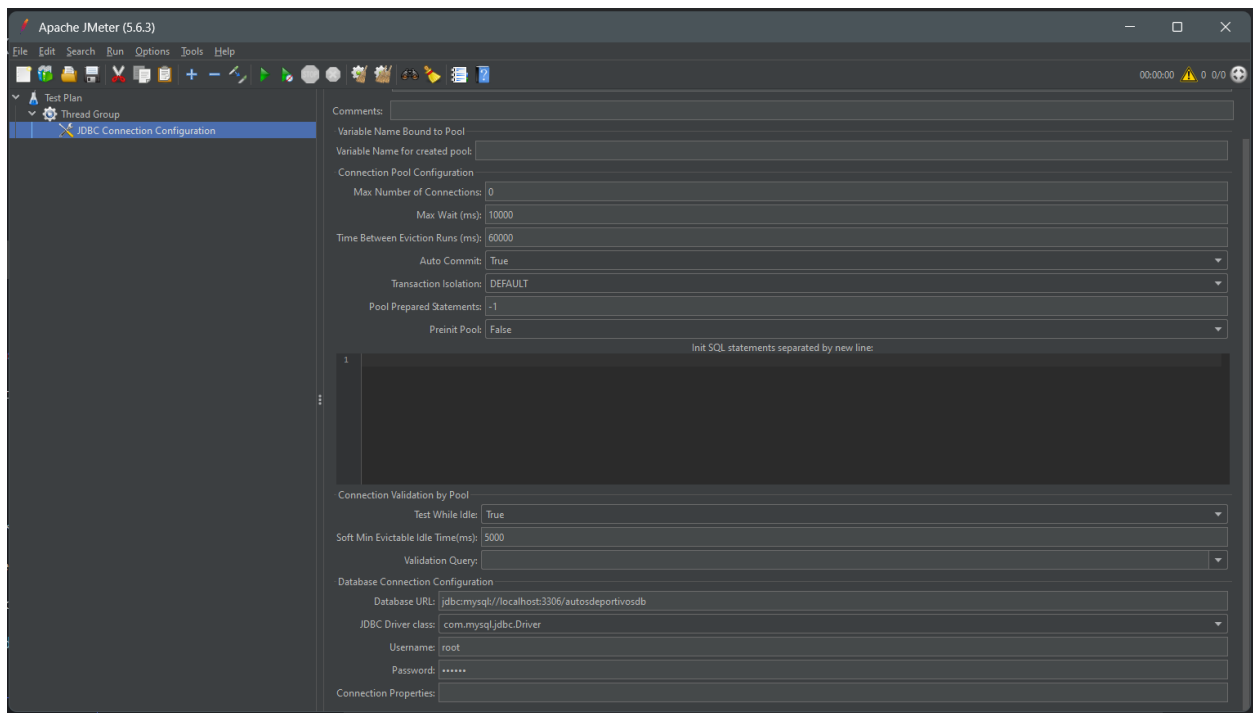 Apache JMeter (5.6.3)
File Edit Search Run Options Tools Help
00:00:00 0 0/0
Test Plan
Thread Group
JDBC Connection Configuration
Comments:
Variable Name Bound to Pool
Variable Name for created pool:
Connection Pool Configuration
Max Number of Connections: 0
Max Wait (ms): 10000
Time Between Eviction Runs (ms): 60000
Auto Commit: True
Transaction Isolation: DEFAULT
Pool Prepared Statements: -1
Preinit Pool: False
Init SQL statements separated by new line:
1
Connection Validation by Pool
Test While Idle: True
Soft Min Evictable Idle Time(ms): 5000
Validation Query:
Database Connection Configuration
Database URL: jdbc:mysql://localhost:3306/autosdeportivosdb
JDBC Driver class: com.mysql.jdbc.Driver
Username: root
Password: ••••••
Connection Properties: